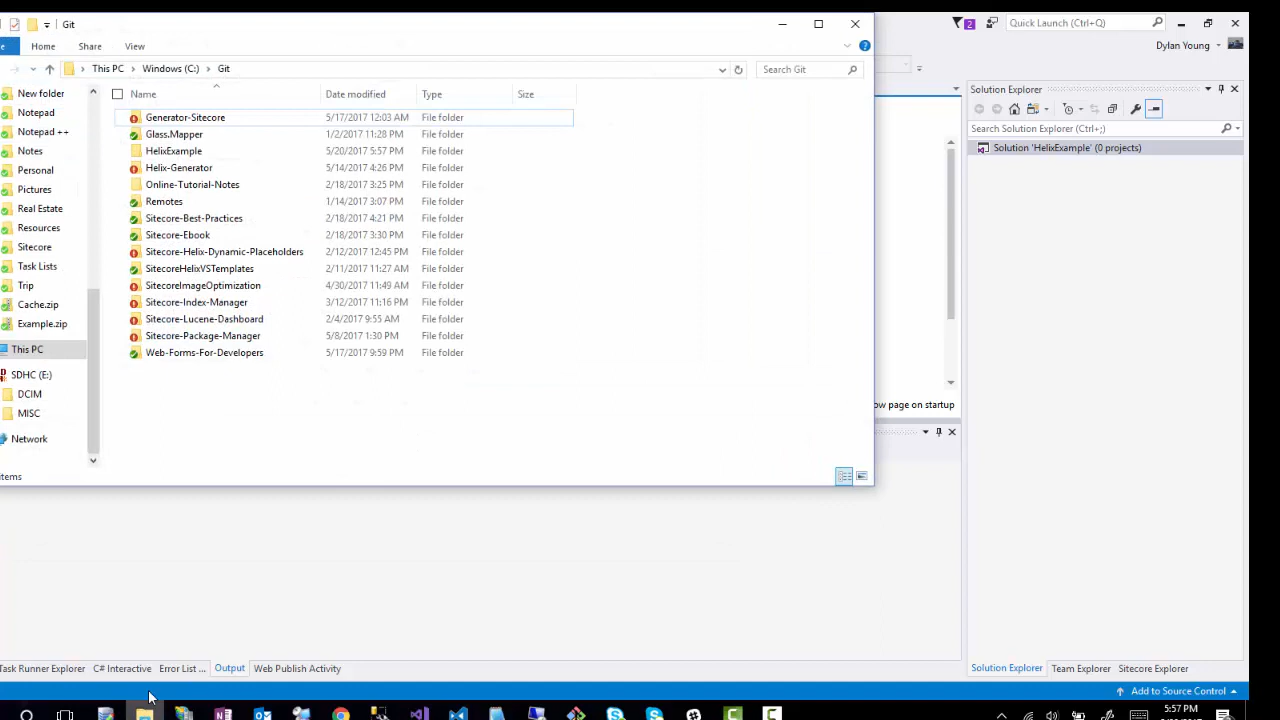 Git
2
Quick Launch (Ctrl+Q)
Home Share View
Dylan Young
This PC Windows (C:) Git
Search Git
Name Date modified Type Size
Solution Explorer
Search Solution Explorer (Ctrl+;)
Solution 'HelixExample' (0 projects)
New folder
Notepad
Notepad ++
Notes
Personal
Pictures
Real Estate
Resources
Sitecore
Task Lists
Trip
Cache.zip
Example.zip
This PC
SDHC (E:)
DCIM
MISC
Network
Generator-Sitecore 5/17/2017 12:03 AM File folder
Glass.Mapper 1/2/2017 11:28 PM File folder
HelixExample 5/20/2017 5:57 PM File folder
Helix-Generator 5/14/2017 4:26 PM File folder
Online-Tutorial-Notes 2/18/2017 3:30 PM File folder
Remotes 1/14/2017 3:07 PM File folder
Sitecore-Best-Practices 2/18/2017 4:21 PM File folder
Sitecore-Ebook 2/18/2017 3:30 PM File folder
Sitecore-Helix-Dynamic-Placeholders 2/12/2017 12:45 PM File folder
SitecoreHelixVSTemplates 2/11/2017 11:27 AM File folder
SitecoreImageOptimization 4/30/2017 11:49 AM File folder
Sitecore-Index-Manager 3/12/2017 11:16 PM File folder
Sitecore-Lucene-Dashboard 2/4/2017 9:55 AM File folder
Sitecore-Package-Manager 5/8/2017 1:30 PM File folder
Web-Forms-For-Developers 5/17/2017 9:59 PM File folder
ow page on startup
items
Task Runner Explorer C# Interactive Error List ... Output Web Publish Activity
Solution Explorer Team Explorer Sitecore Explorer
Add to Source Control
5:57 PM